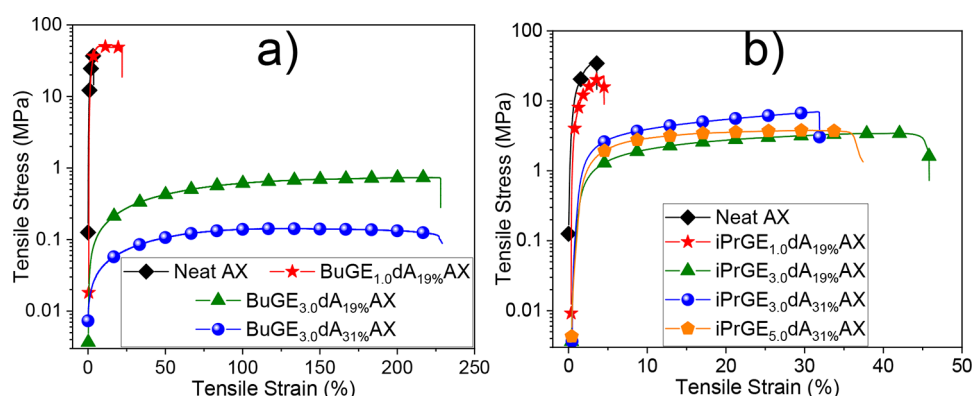 a)
Tensile Stress (MPa)
100
10
1
0.1
0.01
0 50 100 150 200 250
Tensile Strain (%)
Neat AX BuGE1.0dA19%AX
BuGE3.0dA19%AX
BuGE3.0dA31%AX
b)
Tensile Stress (MPa)
100
10
1
0.1
0.01
0 10 20 30 40 50
Tensile Strain (%)
Neat AX
iPrGE1.0dA19%AX
iPrGE3.0dA19%AX
iPrGE3.0dA31%AX
iPrGE5.0dA31%AX